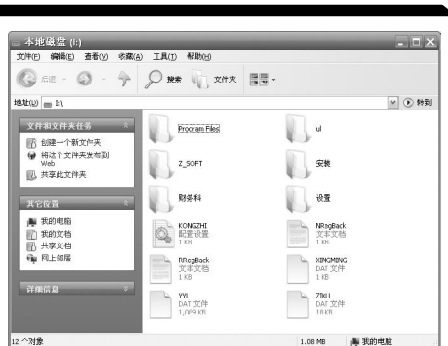 本地磁盘 (I:)
文件(F) 编辑(E) 查看(V) 收藏(A) 工具(T) 帮助(H)
后退 搜索 文件夹
地址(D) I:\ 转到
文件和文件夹任务
创建一个新文件夹
将这个文件夹发布到
Web
共享此文件夹
其它位置
我的电脑
我的文档
共享文档
网上邻居
详细信息
Program Files
ul
Z_SOFT
安装
财务科
设置
KONGZHI
配置设置
1 KB
NRegBack
文本文档
1 KB
RRegBack
文本文档
1 KB
XINGMING
DAT 文件
1 KB
YYI
DAT 文件
1,089 KB
DAT 文件
18 KB
12 个对象 1.08 MB 我的电脑